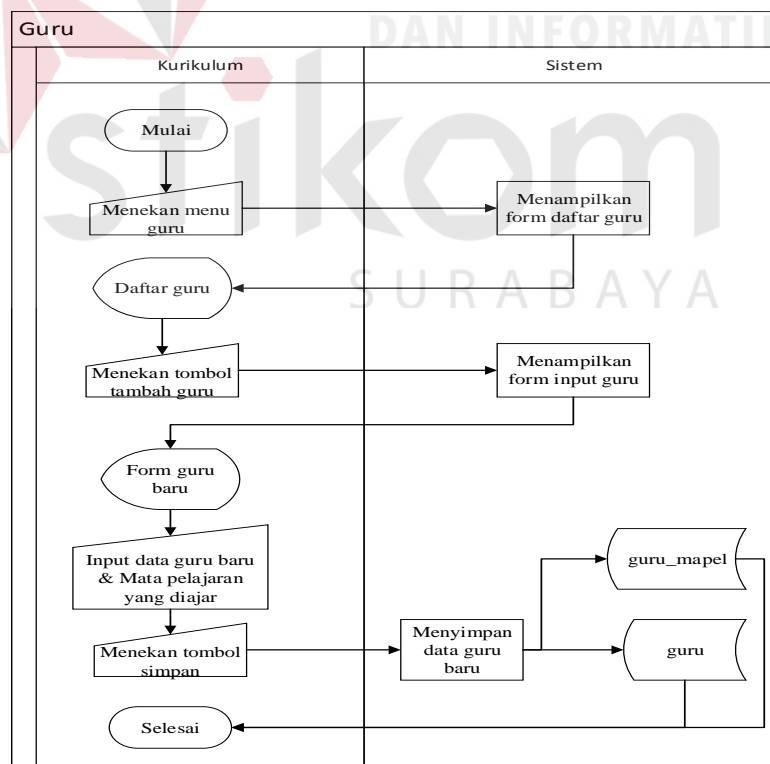 DAN INFORMATI
Guru
Kurikulum
Sistem
stikom
SURABAYA
Mulai
Menekan menu
guru
Menampilkan
form daftar guru
Daftar guru
Menekan tombol
tambah guru
Menampilkan
form input guru
Form guru
baru
Input data guru baru
& Mata pelajaran
yang diajar
guru_mapel
Menekan tombol
simpan
Menyimpan
data guru
baru
guru
Selesai